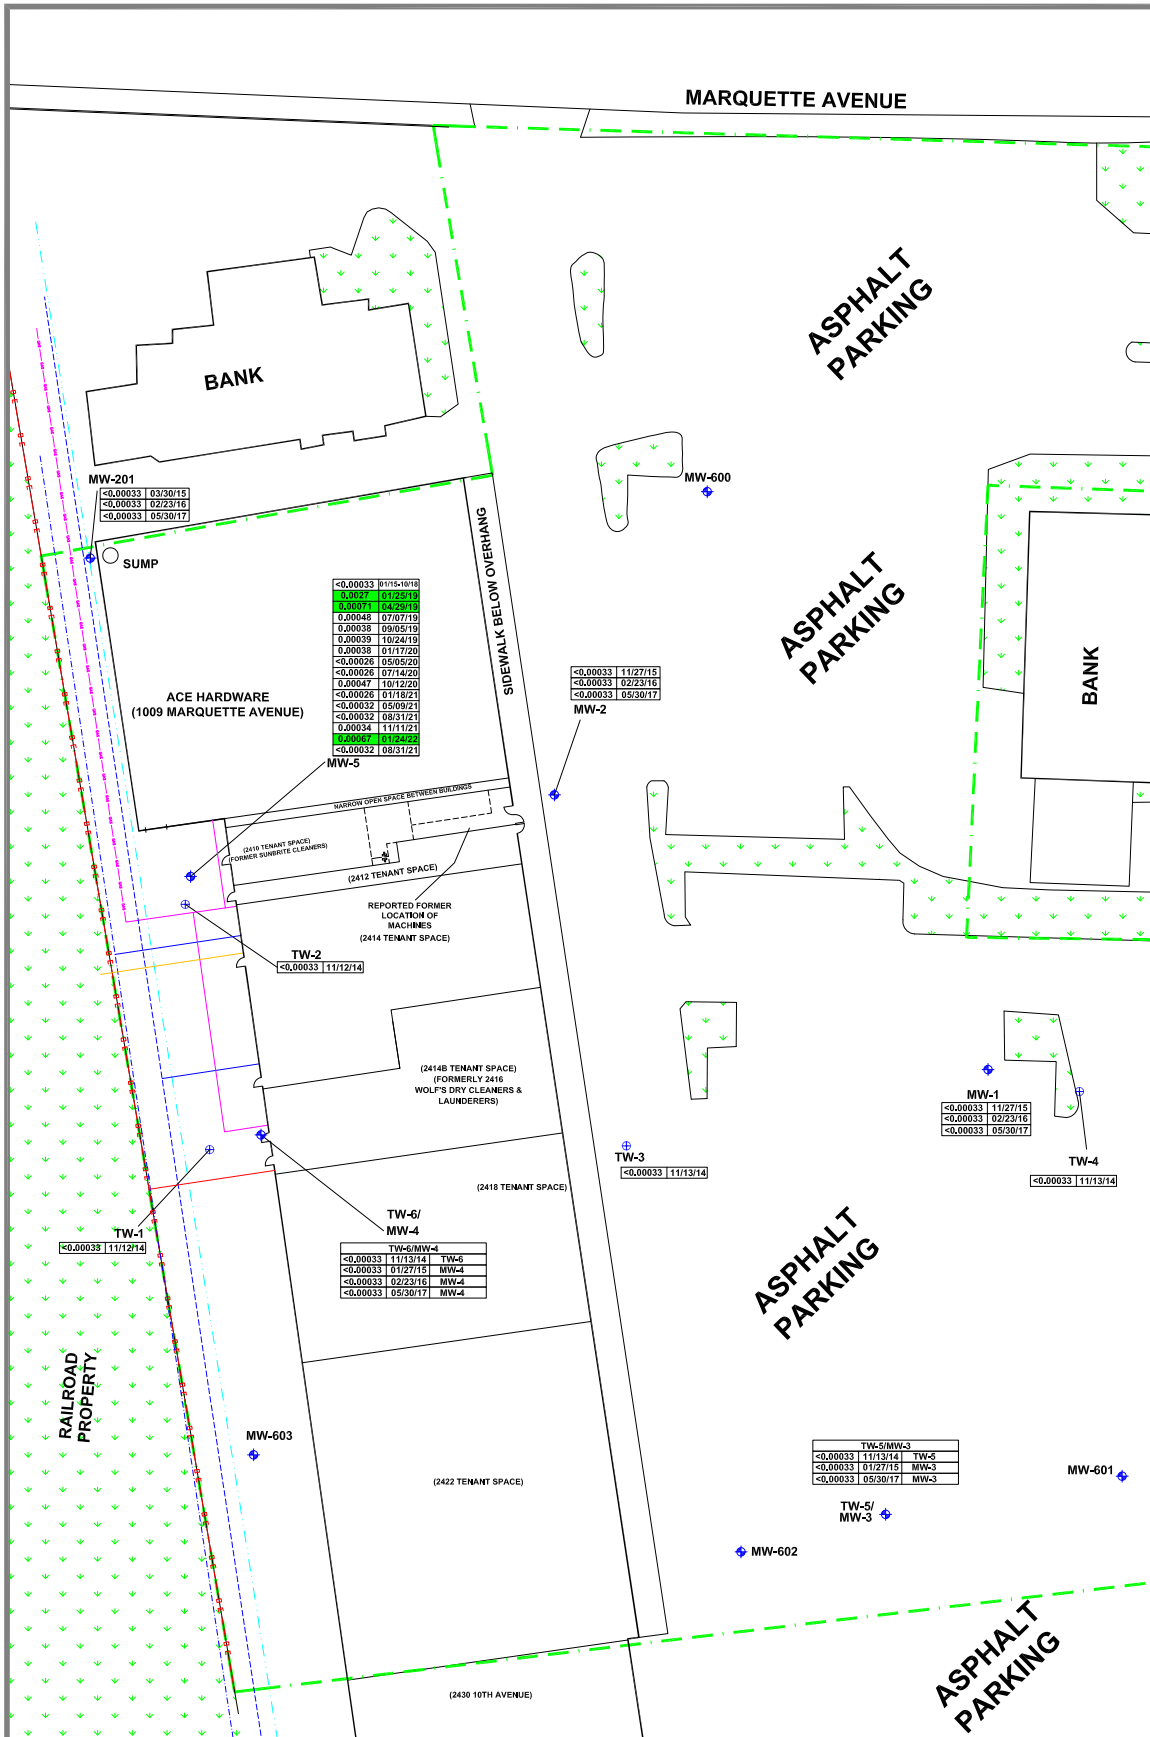 MARQUETTE AVENUE
ASPHALT
PARKING
BANK
MW-201
<0.00033 03/30/15
<0.00033 02/23/16
<0.00033 05/30/17
SUMP
MW-600
SIDEWALK BELOW OVERHANG
ASPHALT
PARKING
BANK
ACE HARDWARE
(1009 MARQUETTE AVENUE)
<0.00033 01/15-10/18
0.0027 01/25/19
0.00071 04/29/19
0.00048 07/07/19
0.00038 09/05/19
0.00039 10/24/19
0.00038 01/17/20
<0.00026 05/05/20
<0.00026 07/14/20
0.00047 10/12/20
<0.00026 01/18/21
<0.00032 05/09/21
<0.00032 08/31/21
0.00034 11/11/21
0.00067 01/24/22
<0.00032 08/31/21
MW-5
<0.00033 11/27/15
<0.00033 02/23/16
<0.00033 05/30/17
MW-2
NARROW OPEN SPACE BETWEEN BUILDINGS
(2410 TENANT SPACE)
(FORMER SUNBRITE CLEANERS)
(2412 TENANT SPACE)
REPORTED FORMER
LOCATION OF
MACHINES
(2414 TENANT SPACE)
TW-2
<0.00033 11/12/14
(2414B TENANT SPACE)
(FORMERLY 2416
WOLF'S DRY CLEANERS &
LAUNDERERS)
MW-1
<0.00033 11/27/15
<0.00033 02/23/16
<0.00033 05/30/17
TW-3
<0.00033 11/13/14
TW-4
<0.00033 11/13/14
(2418 TENANT SPACE)
TW-1
<0.00033 11/12/14
TW-6/
MW-4
TW-6/MW-4
<0.00033 11/13/14 TW-6
<0.00033 01/27/15 MW-4
<0.00033 02/23/16 MW-4
<0.00033 05/30/17 MW-4
ASPHALT
PARKING
RAILROAD
PROPERTY
MW-603
(2422 TENANT SPACE)
TW-5/MW-3
<0.00033 11/13/14 TW-5
<0.00033 01/27/15 MW-3
<0.00033 05/30/17 MW-3
TW-5/
MW-3
MW-601
MW-602
ASPHALT
PARKING
(2430 10TH AVENUE)